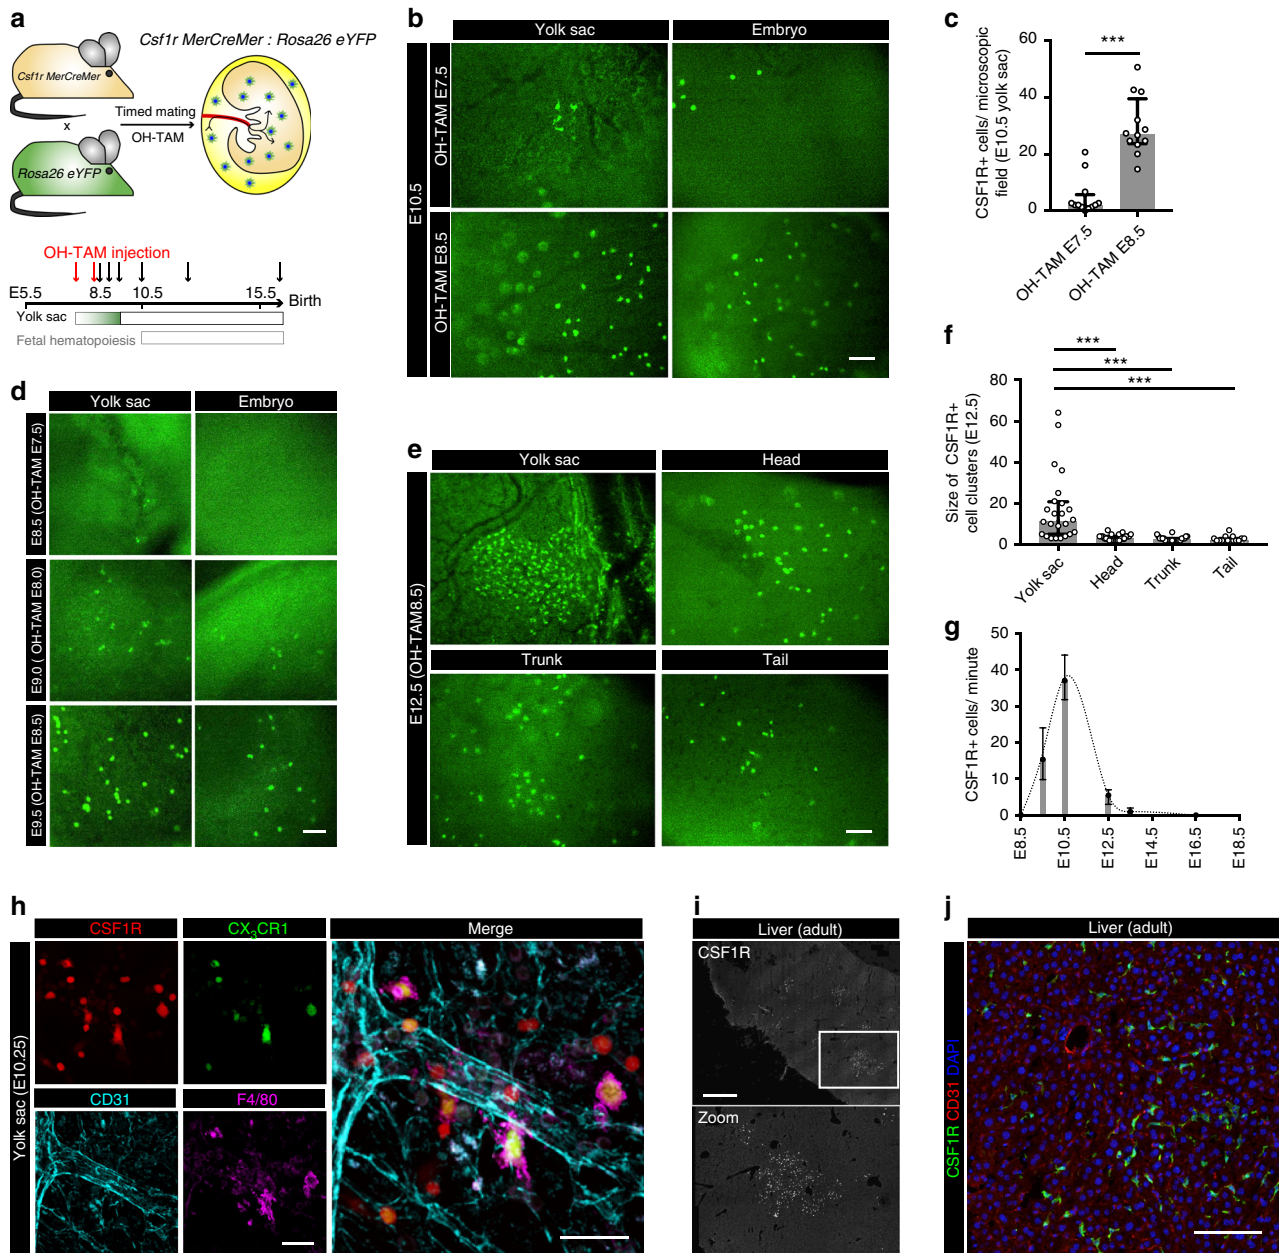 a
Csf1r MerCreMer : Rosa26 eYFP
Csf1r MerCreMer
x
Rosa26 eYFP
Timed mating
OH-TAM
OH-TAM injection
E5.5
8.5
10.5
15.5
Birth
Yolk sac
Fetal hematopoiesis
b
Yolk sac
Embryo
E10.5
OH-TAM E7.5
OH-TAM E8.5
c
CSF1R+ cells/ microscopic
field (E10.5 yolk sac)
***
60
40
20
0
OH-TAM E7.5
OH-TAM E8.5
d
Yolk sac
Embryo
E8.5 (OH-TAM E7.5)
E9.0 ( OH-TAM E8.0)
E9.5 (OH-TAM E8.5)
e
E12.5 (OH-TAM8.5)
Yolk sac
Head
Trunk
Tail
f
Size of CSF1R+
cell clusters (E12.5)
***
***
***
80
60
40
20
0
Yolk sac
Head
Trunk
Tail
g
CSF1R+ cells/ minute
50
40
30
20
10
0
E8.5
E10.5
E12.5
E14.5
E16.5
E18.5
h
Yolk sac (E10.25)
CSF1R
CX3CR1
Merge
CD31
F4/80
i
Liver (adult)
CSF1R
Zoom
j
Liver (adult)
CSF1R CD31 DAPI